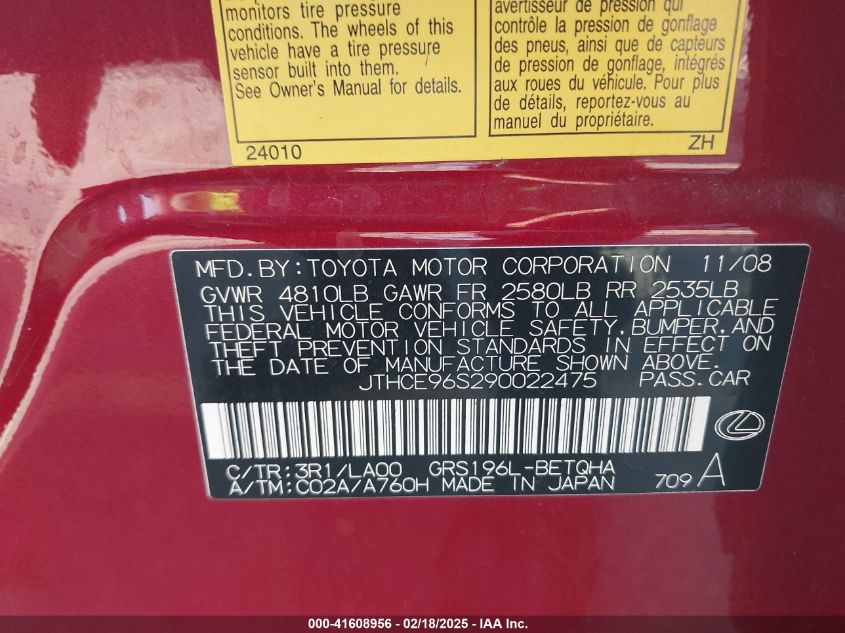 monitors tire pressure
conditions. The wheels of this
vehicle have a tire pressure
sensor built into them.
See Owner's Manual for details.
24010
avertisseur de pression qui
contrôle la pression de gonflage
des pneus, ainsi que de capteurs
de pression de gonflage, intégrés
aux roues du véhicule. Pour plus
de détails, reportez-vous au
manuel du propriétaire.
ZH
MFD.BY:TOYOTA MOTOR CORPORATION 11/08
GVWR 4810LB GAWR FR 2580LB RR 2535LB
THIS VEHICLE CONFORMS TO ALL APPLICABLE
FEDERAL MOTOR VEHICLE SAFETY,BUMPER,AND
THEFT PREVENTION STANDARDS IN EFFECT ON
THE DATE OF MANUFACTURE SHOWN ABOVE.
JTHCE96S290022475 PASS.CAR
C/TR:3R1/LA00 GRS196L-BETQHA
A/TM:C02A/A760H MADE IN JAPAN 709 A
000-41608956 - 02/18/2025 - IAA Inc.